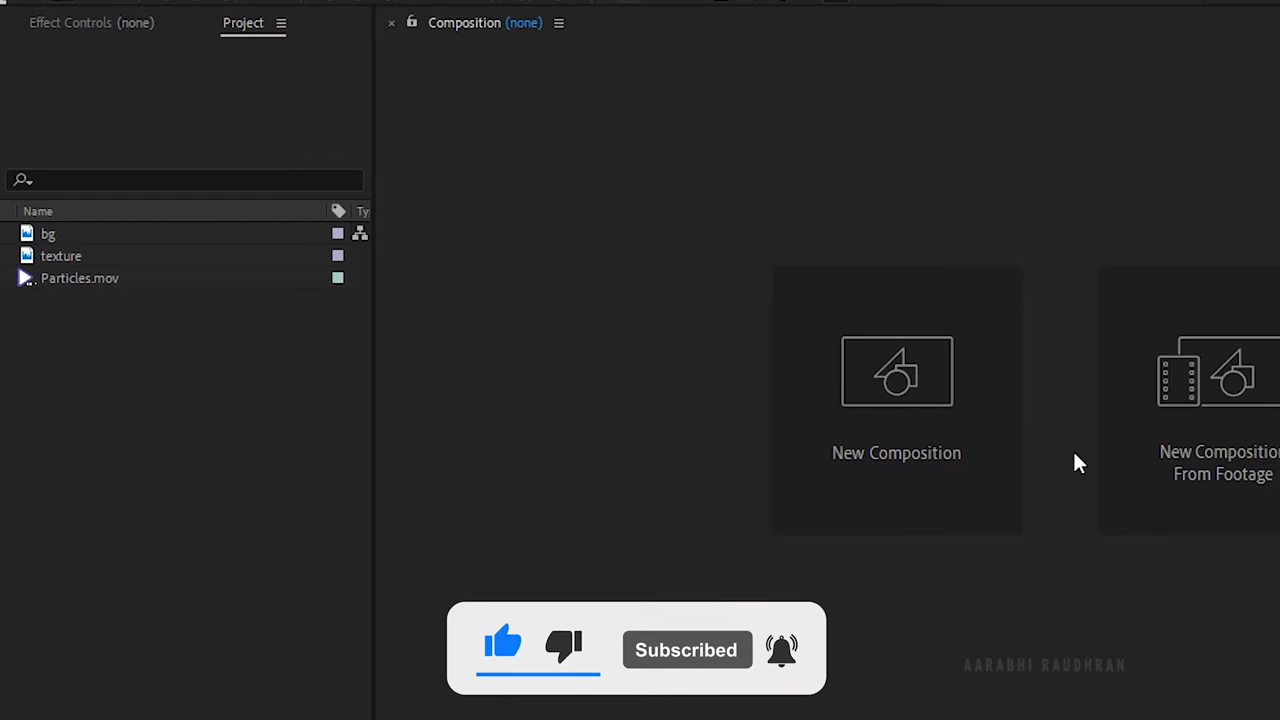 Effect Controls (none)
Project
Composition (none)
Name
Ty
bg
texture
Particles.mov
New Composition
New Compositio
From Footage
Subscribed
AARABHI RAUDHRAN